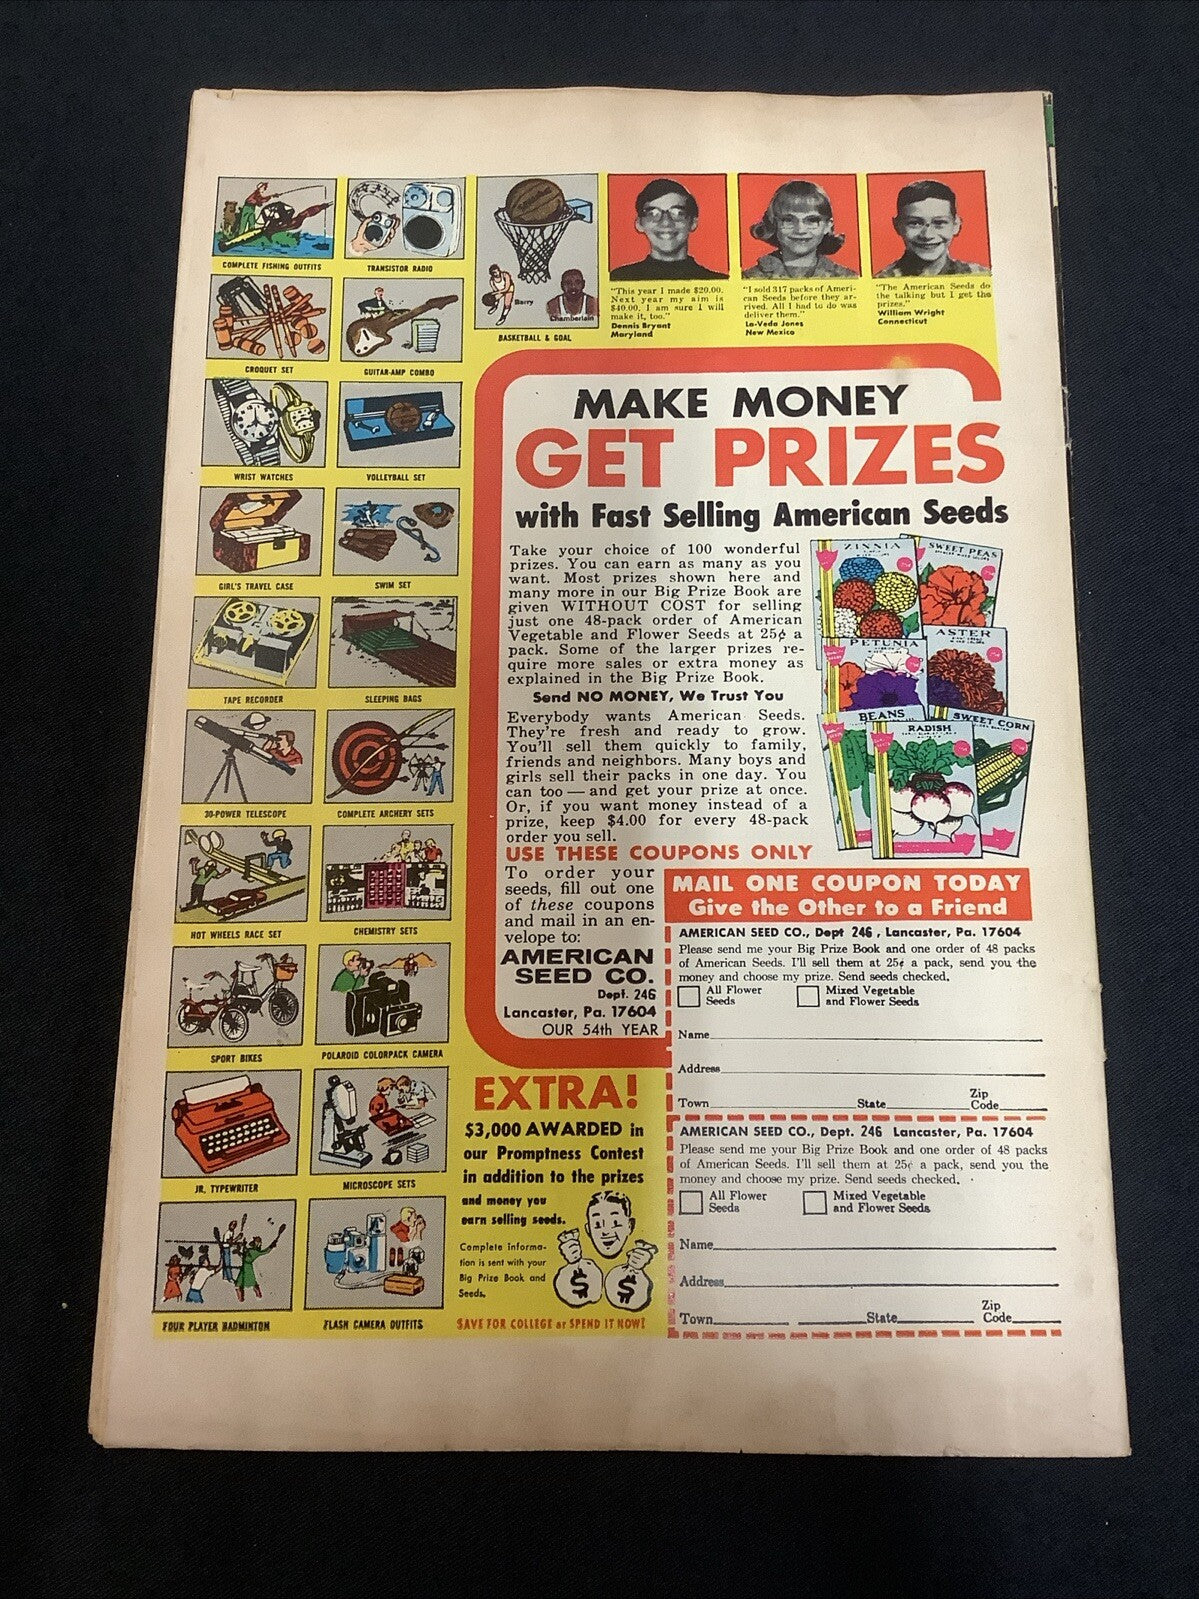 COMPLETE FISHING OUTFITS
TRANSISTOR RADIO
CROQUET SET
GUITAR-AMP COMBO
WRIST WATCHES
VOLLEYBALL SET
GIRL'S TRAVEL CASE
SWIM SET
TAPE RECORDER
SLEEPING BAGS
30-POWER TELESCOPE
COMPLETE ARCHERY SETS
HOT WHEELS RACE SET
CHEMISTRY SETS
SPORT BIKES
POLAROID COLORPACK CAMERA
JR. TYPEWRITER
MICROSCOPE SETS
FOUR PLAYER BADMINTON
FLASH CAMERA OUTFITS
Barry
Chamberlain
BASKETBALL & GOAL
"This year I made $20.00.
Next year my aim is
$40.00. I am sure I will
make it, too."
Dennis Bryant
Maryland
"I sold 317 packs of Ameri-
can Seeds before they ar-
rived. All I had to do was
deliver them."
La-Veda Jones
New Mexico
"The American Seeds do
the talking but I get the
prizes."
William Wright
Connecticut
MAKE MONEY
GET PRIZES
with Fast Selling American Seeds
Take your choice of 100 wonderful
prizes. You can earn as many as you
want. Most prizes shown here and
many more in our Big Prize Book are
given WITHOUT COST for selling
just one 48-pack order of American
Vegetable and Flower Seeds at 25¢ a
pack. Some of the larger prizes re-
quire more sales or extra money as
explained in the Big Prize Book.
Send NO MONEY, We Trust You
Everybody wants American Seeds.
They're fresh and ready to grow.
You'll sell them quickly to family,
friends and neighbors. Many boys and
girls sell their packs in one day. You
can too — and get your prize at once.
Or, if you want money instead of a
prize, keep $4.00 for every 48-pack
order you sell.
ZINNIA
SWEET PEAS
PETUNIA
ASTER
BEANS
RADISH
SWEET CORN
USE THESE COUPONS ONLY
To order your
seeds, fill out one
of these coupons
and mail in an en-
velope to:
AMERICAN
SEED CO.
Dept. 246
Lancaster, Pa. 17604
OUR 54th YEAR
MAIL ONE COUPON TODAY
Give the Other to a Friend
AMERICAN SEED CO., Dept 246, Lancaster, Pa. 17604
Please send me your Big Prize Book and one order of 48 packs
of American Seeds. I'll sell them at 25¢ a pack, send you the
money and choose my prize. Send seeds checked.
All Flower
Seeds
Mixed Vegetable
and Flower Seeds
Name
Address
Town State Zip
Code
AMERICAN SEED CO., Dept. 246 Lancaster, Pa. 17604
Please send me your Big Prize Book and one order of 48 packs
of American Seeds. I'll sell them at 25¢ a pack, send you the
money and choose my prize. Send seeds checked.
All Flower
Seeds
Mixed Vegetable
and Flower Seeds
Name
Address
Town State Zip
Code
EXTRA!
$3,000 AWARDED in
our Promptness Contest
in addition to the prizes
and money you
earn selling seeds.
Complete informa-
tion is sent with your
Big Prize Book and
Seeds.
$ $
SAVE FOR COLLEGE or SPEND IT NOW!